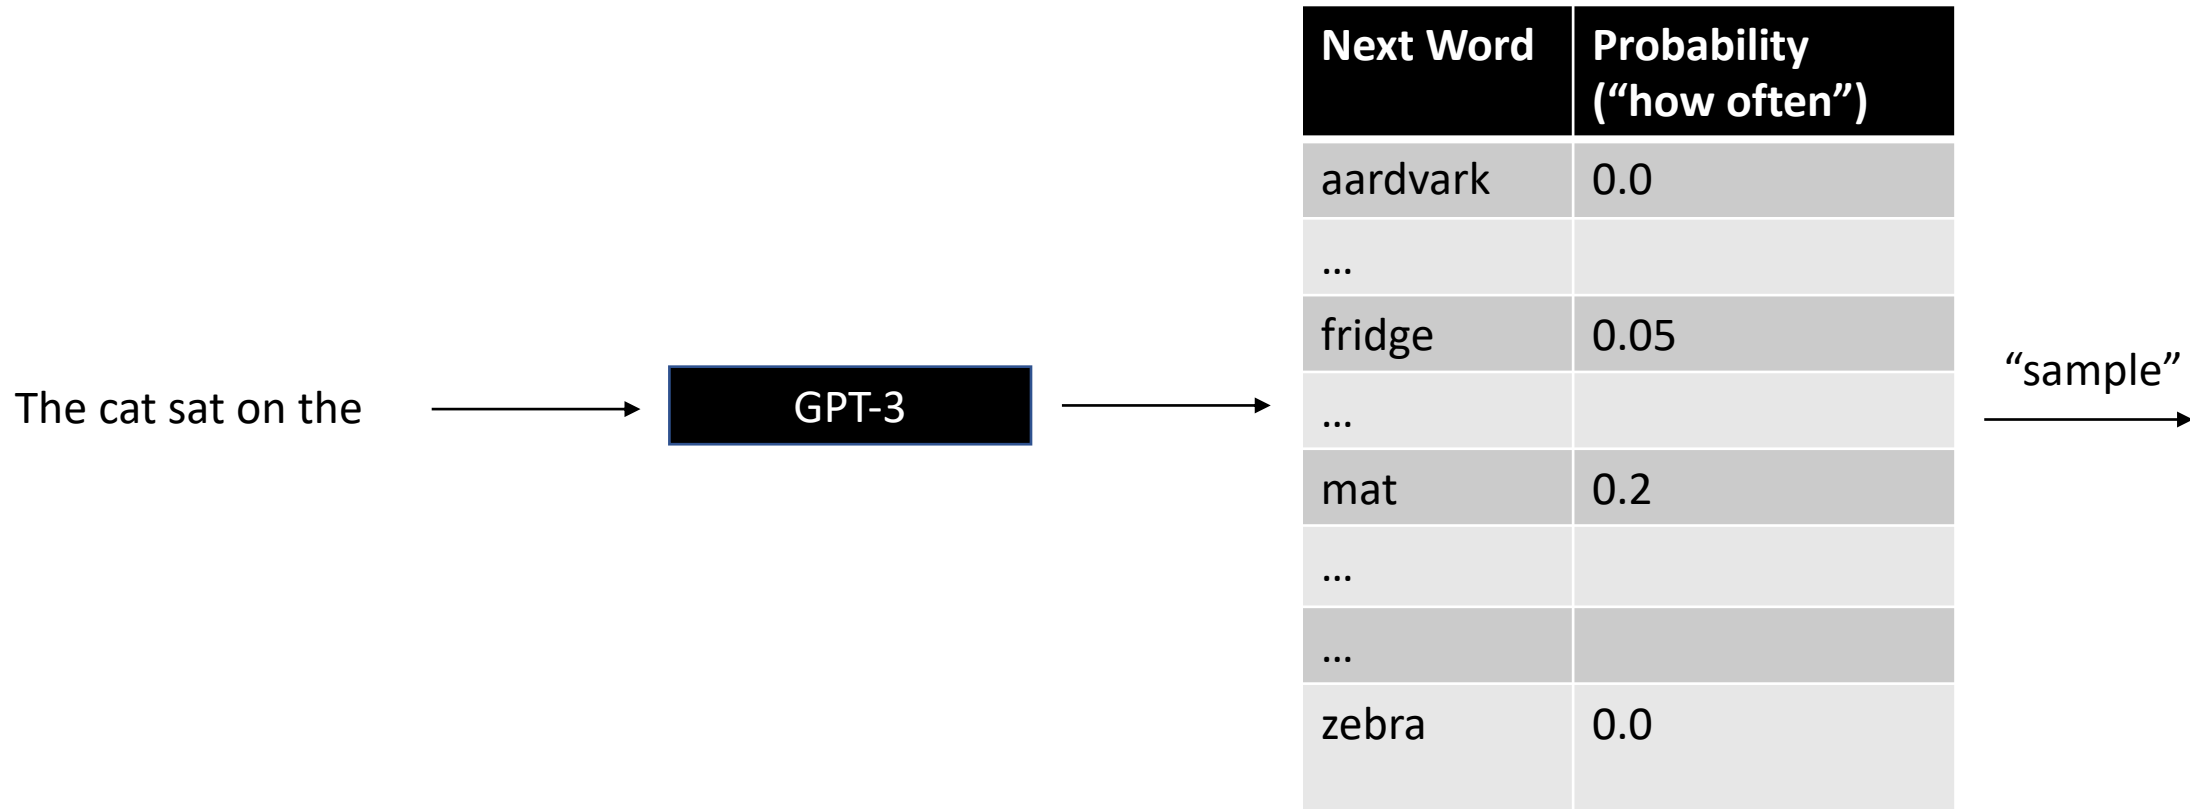 The cat sat on the
GPT-3
Next Word Probability
(“how often”)
aardvark 0.0
…
fridge 0.05
…
mat 0.2
…
…
zebra 0.0
“sample”